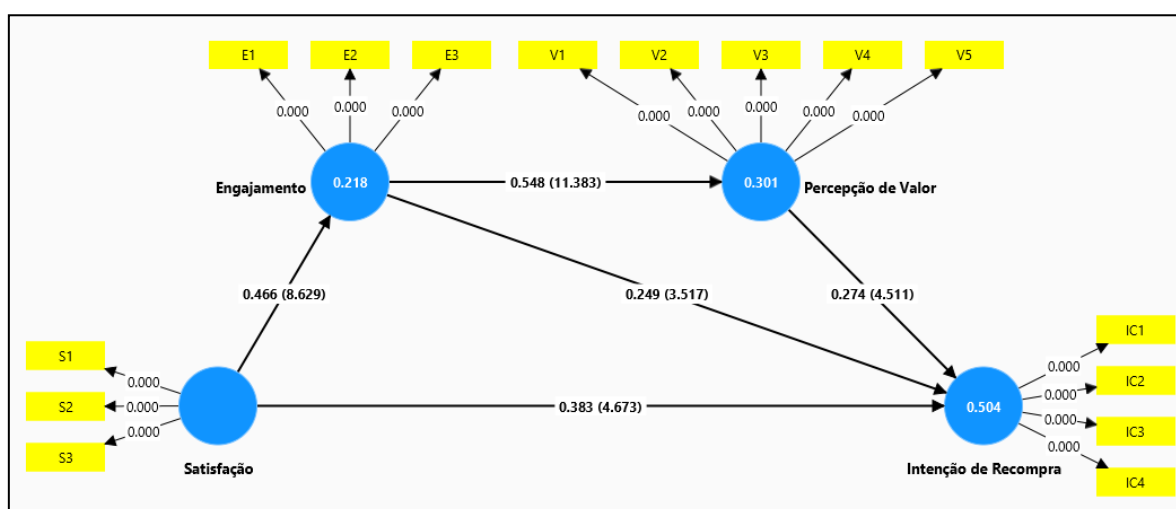 E1
E2
E3
V1
V2
V3
V4
V5
0.000
0.000
0.000
0.000
0.000
0.000
0.000
0.000
Engajamento
0.218
0.548 (11.383)
0.301
Percepção de Valor
0.466 (8.629)
0.249 (3.517)
0.274 (4.511)
S1
S2
S3
0.000
0.000
0.000
Satisfação
0.383 (4.673)
0.504
Intenção de Recompra
0.000
0.000
0.000
0.000
IC1
IC2
IC3
IC4